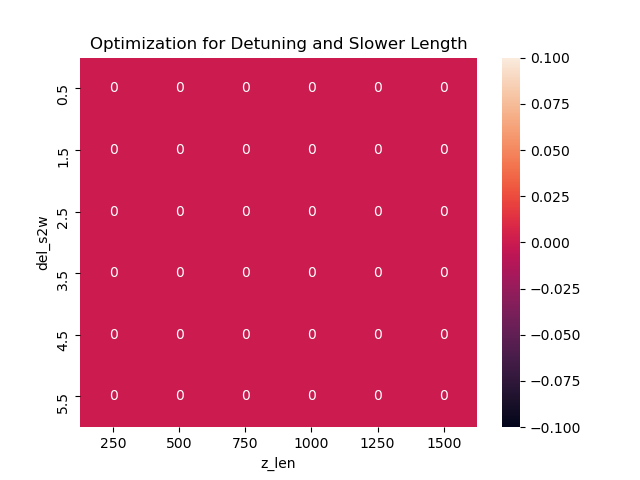 Optimization for Detuning and Slower Length
0.5 0 0 0 0 0 0
1.5 0 0 0 0 0 0
2.5 0 0 0 0 0 0
3.5 0 0 0 0 0 0
4.5 0 0 0 0 0 0
5.5 0 0 0 0 0 0
del_s2w
250 500 750 1000 1250 1500
z_len
0.100
0.075
0.050
0.025
0.000
−0.025
−0.050
−0.075
−0.100